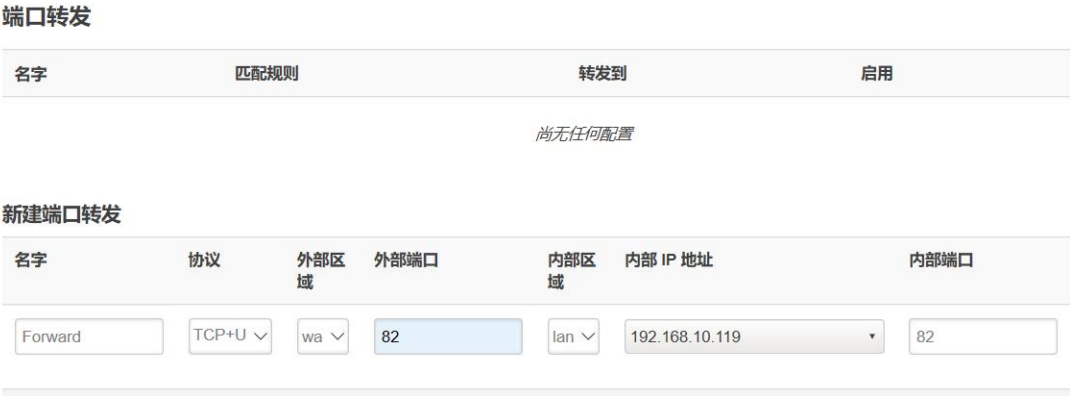 端口转发
名字 匹配规则 转发到 启用
尚无任何配置
新建端口转发
名字 协议 外部区域 外部端口 内部区域 内部 IP 地址 内部端口
Forward TCP+U wa 82 lan 192.168.10.119 82